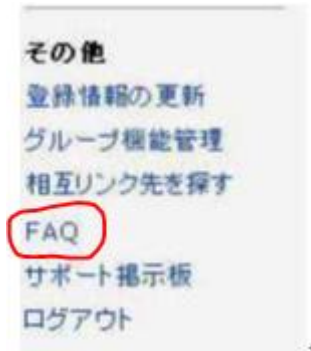 その他
登録情報の更新
グループ機能管理
相互リンク先を探す
FAQ
サポート掲示板
ログアウト